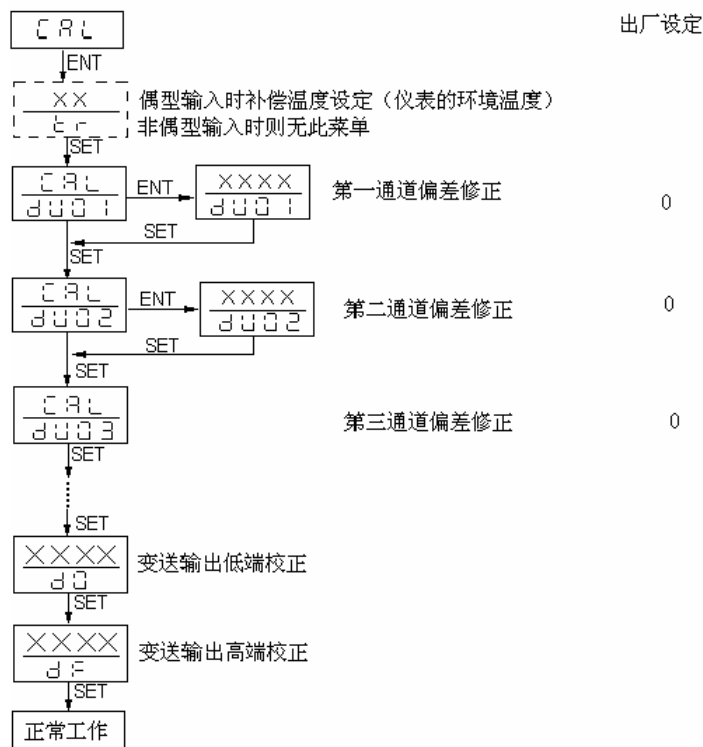 CAL
出厂设定
ENT
XX
偶型输入时补偿温度设定（仪表的环境温度）
tr
非偶型输入时则无此菜单
SET
CAL
dU01
ENT
XXXX
dU01
第一通道偏差修正
0
SET
SET
CAL
dU02
ENT
XXXX
dU02
第二通道偏差修正
0
SET
SET
CAL
dU03
第三通道偏差修正
0
SET
SET
XXXX
d0
变送输出低端校正
SET
XXXX
dF
变送输出高端校正
SET
正常工作